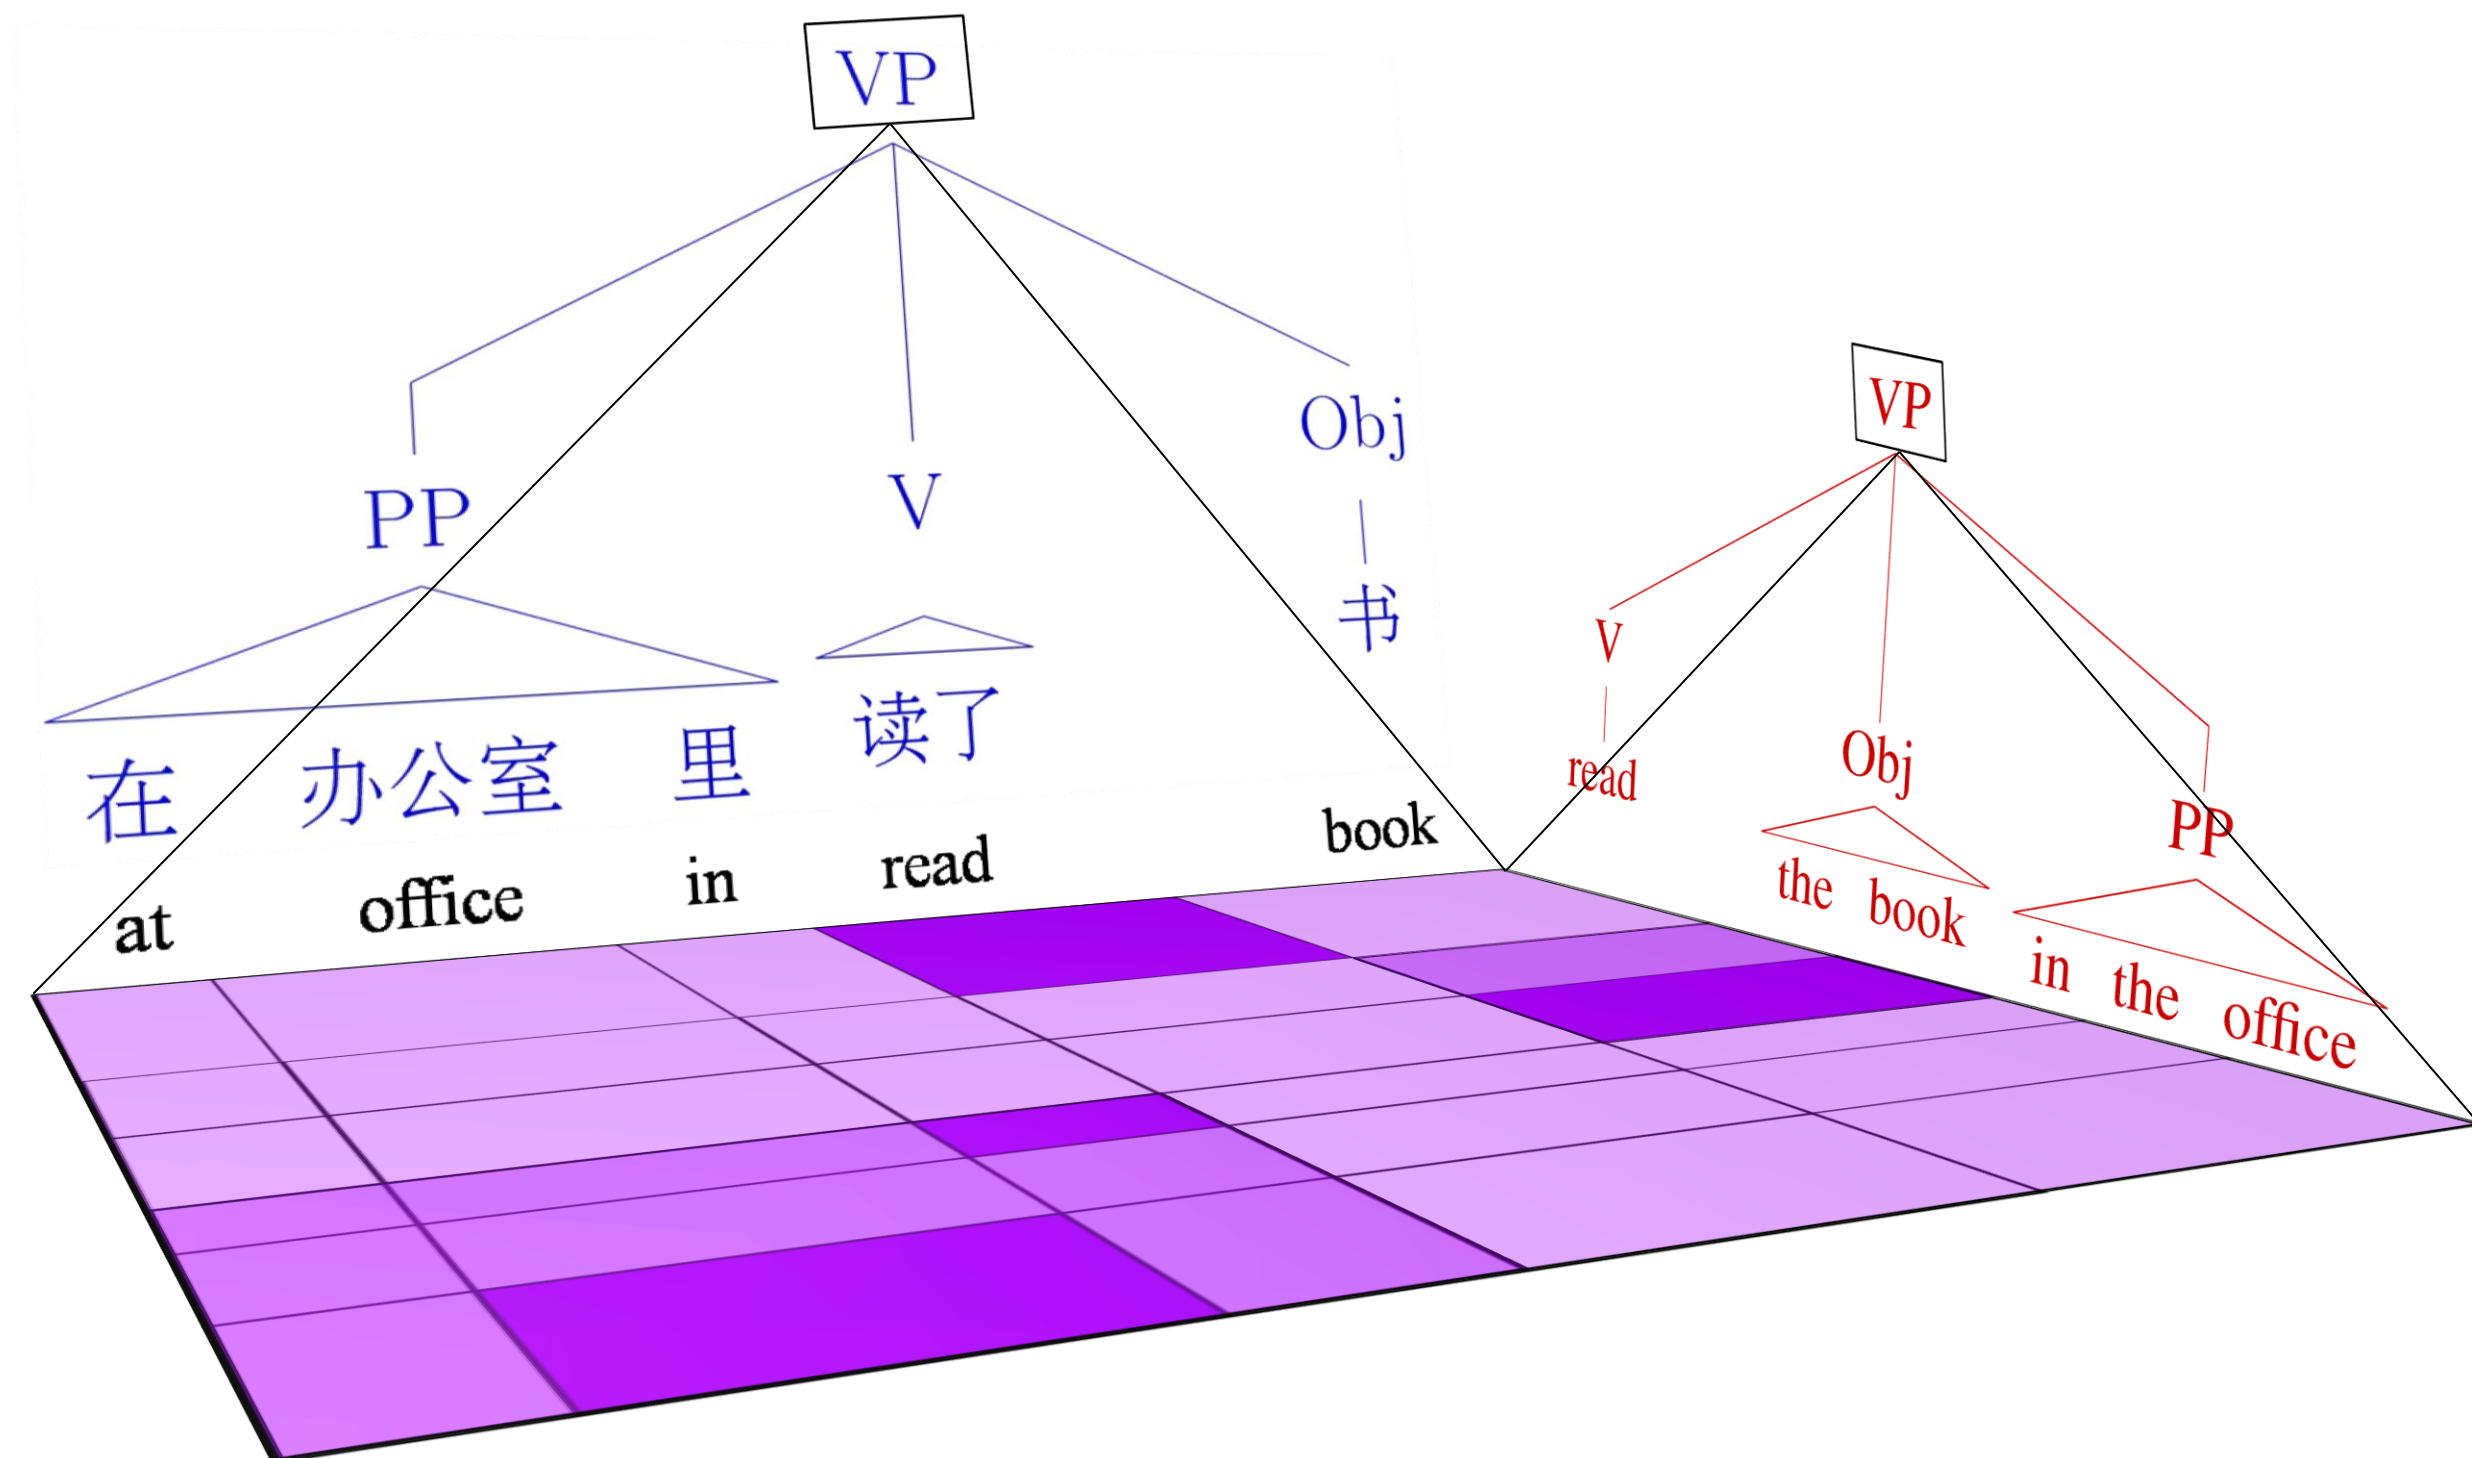 VP
PP V Obj
在 办公室 里 读了 书
at office in read book
VP
V Obj PP
read the book in the office